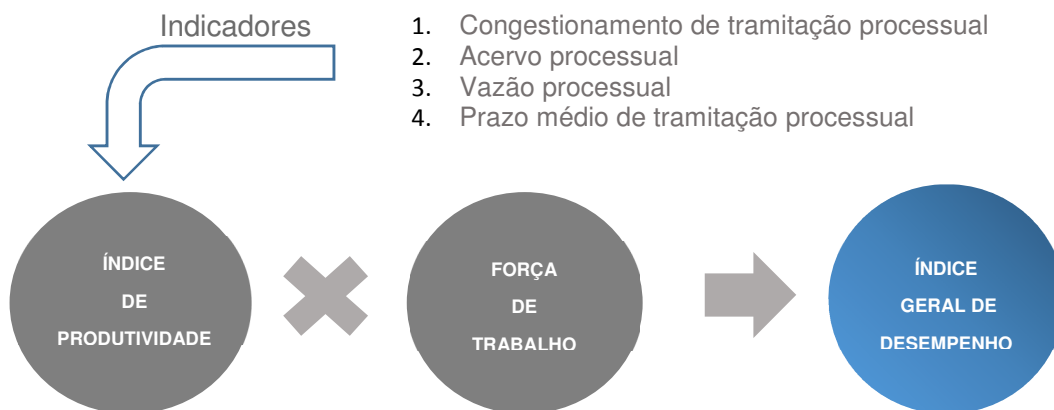 Indicadores
1. Congestionamento de tramitação processual
2. Acervo processual
3. Vazão processual
4. Prazo médio de tramitação processual
ÍNDICE
DE
PRODUTIVIDADE
FORÇA
DE
TRABALHO
ÍNDICE
GERAL DE
DESEMPENHO